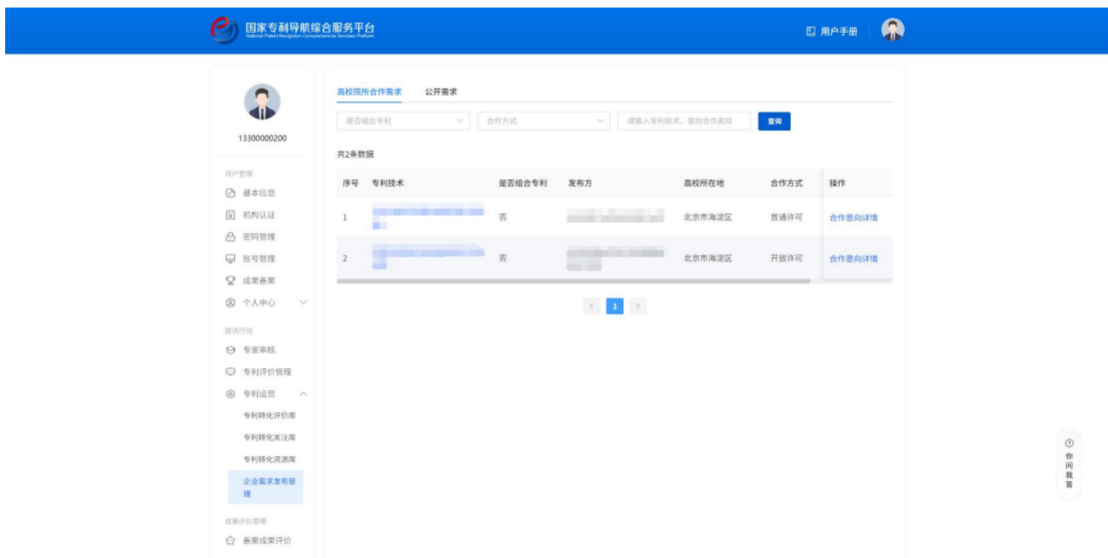 国家专利导航综合服务平台
National Patent Navigation Comprehensive Services Platform
用户手册
13300000200
用户管理
基本信息
机构认证
密码管理
账号管理
成果备案
个人中心
激活行动
专家审核
专利评价管理
专利运营
专利转化评价库
专利转化关注库
专利转化资源库
企业需求发布管
理
成果评价管理
备案成果评价
高校院所合作需求 公开需求
是否组合专利 合作方式 请输入专利技术、意向合作高校 查询
共2条数据
序号 专利技术 是否组合专利 发布方 高校所在地 合作方式 操作
1 否 北京市海淀区 普通许可 合作意向详情
2 否 北京市海淀区 开放许可 合作意向详情
1
你问我答